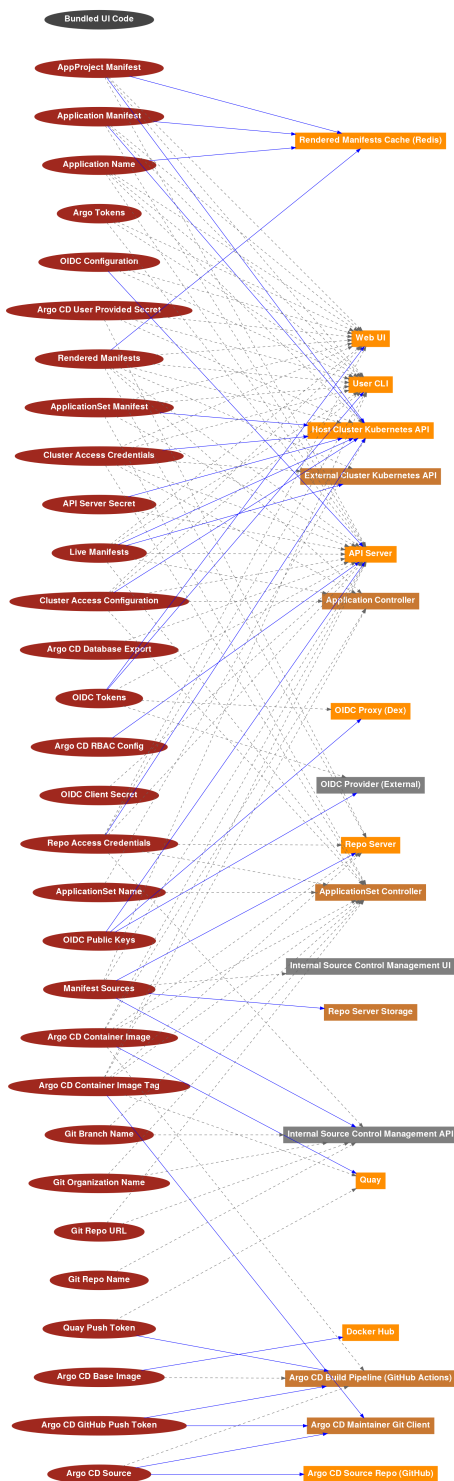 Bundled UI Code
AppProject Manifest
Application Manifest
Rendered Manifests Cache (Redis)
Application Name
Argo Tokens
OIDC Configuration
Argo CD User Provided Secret
Web UI
Rendered Manifests
User CLI
ApplicationSet Manifest
Host Cluster Kubernetes API
Cluster Access Credentials
External Cluster Kubernetes API
API Server Secret
Live Manifests
API Server
Cluster Access Configuration
Application Controller
Argo CD Database Export
OIDC Tokens
OIDC Proxy (Dex)
Argo CD RBAC Config
OIDC Provider (External)
OIDC Client Secret
Repo Access Credentials
Repo Server
ApplicationSet Name
ApplicationSet Controller
OIDC Public Keys
Internal Source Control Management UI
Manifest Sources
Repo Server Storage
Argo CD Container Image
Argo CD Container Image Tag
Git Branch Name
Internal Source Control Management API
Git Organization Name
Quay
Git Repo URL
Git Repo Name
Quay Push Token
Docker Hub
Argo CD Base Image
Argo CD Build Pipeline (GitHub Actions)
Argo CD GitHub Push Token
Argo CD Maintainer Git Client
Argo CD Source
Argo CD Source Repo (GitHub)